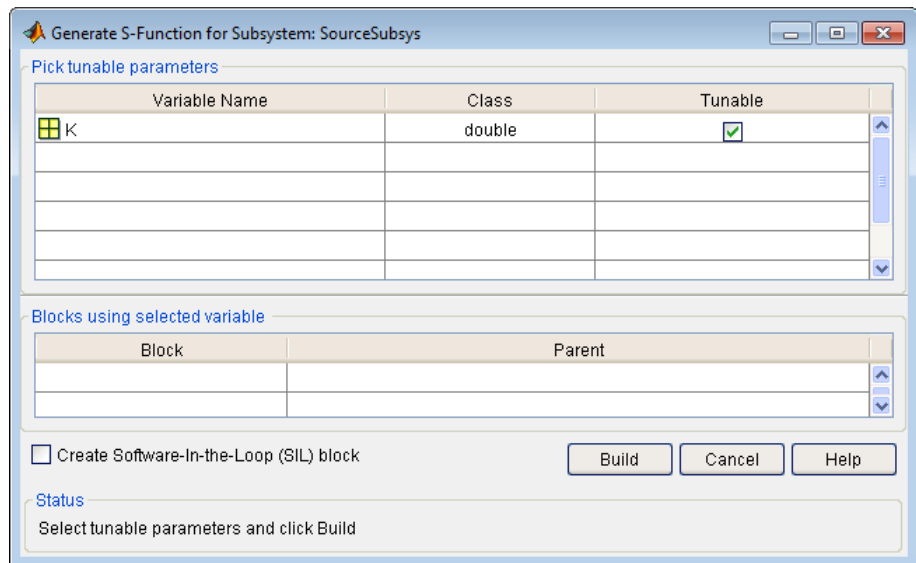 Generate S-Function for Subsystem: SourceSubsys
Pick tunable parameters
Variable Name Class Tunable
K double
Blocks using selected variable
Block Parent
Create Software-In-the-Loop (SIL) block Build Cancel Help
Status
Select tunable parameters and click Build